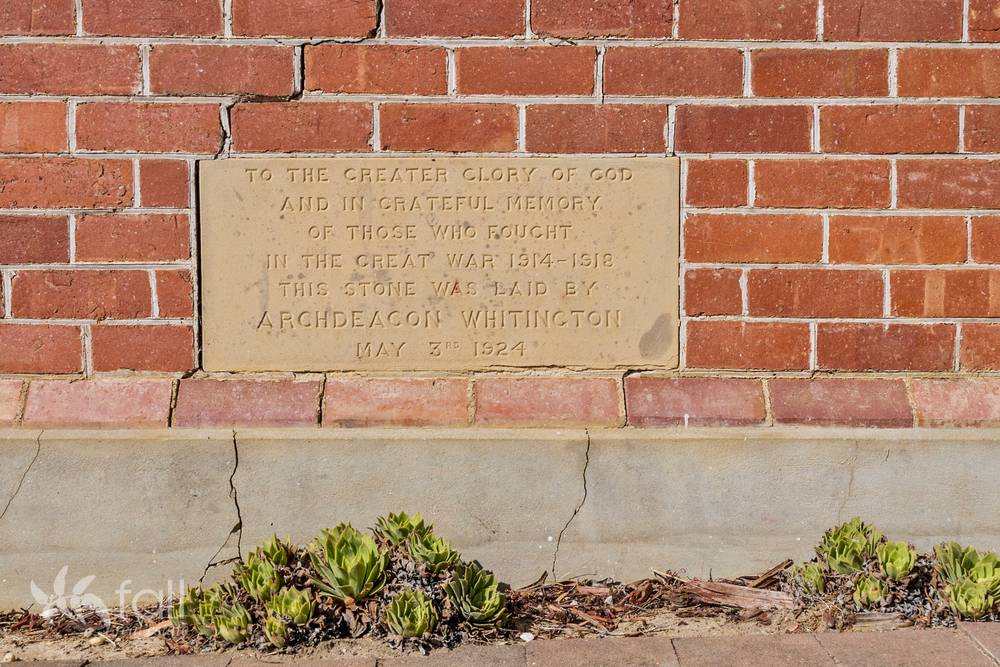 TO THE GREATER GLORY OF GOD
AND IN GRATEFUL MEMORY
OF THOSE WHO FOUGHT
IN THE GREAT WAR 1914-1918
THIS STONE WAS LAID BY
ARCHDEACON WHITINGTON
MAY 3RD 1924